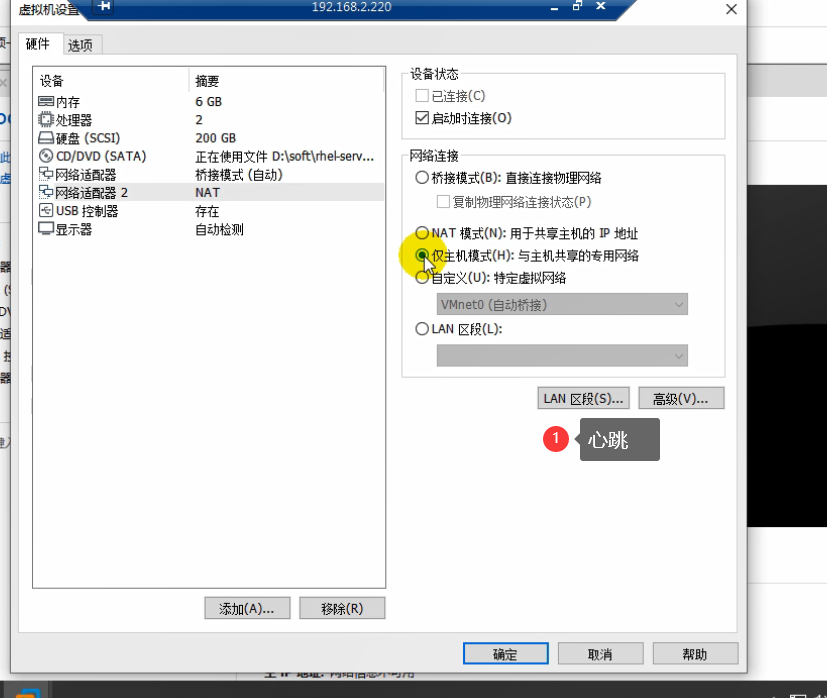 虚拟机设置
192.168.2.220
硬件 选项
设备 摘要
内存 6 GB
处理器 2
硬盘 (SCSI) 200 GB
CD/DVD (SATA) 正在使用文件 D:\soft\rhel-serv...
网络适配器 桥接模式 (自动)
网络适配器 2 NAT
USB 控制器 存在
显示器 自动检测
添加(A)... 移除(R)
设备状态
已连接(C)
启动时连接(O)
网络连接
桥接模式(B): 直接连接物理网络
复制物理网络连接状态(P)
NAT 模式(N): 用于共享主机的 IP 地址
仅主机模式(H): 与主机共享的专用网络
自定义(U): 特定虚拟网络
VMnet0 (自动桥接)
LAN 区段(L):
LAN 区段(S)... 高级(V)...
1 心跳
确定 取消 帮助